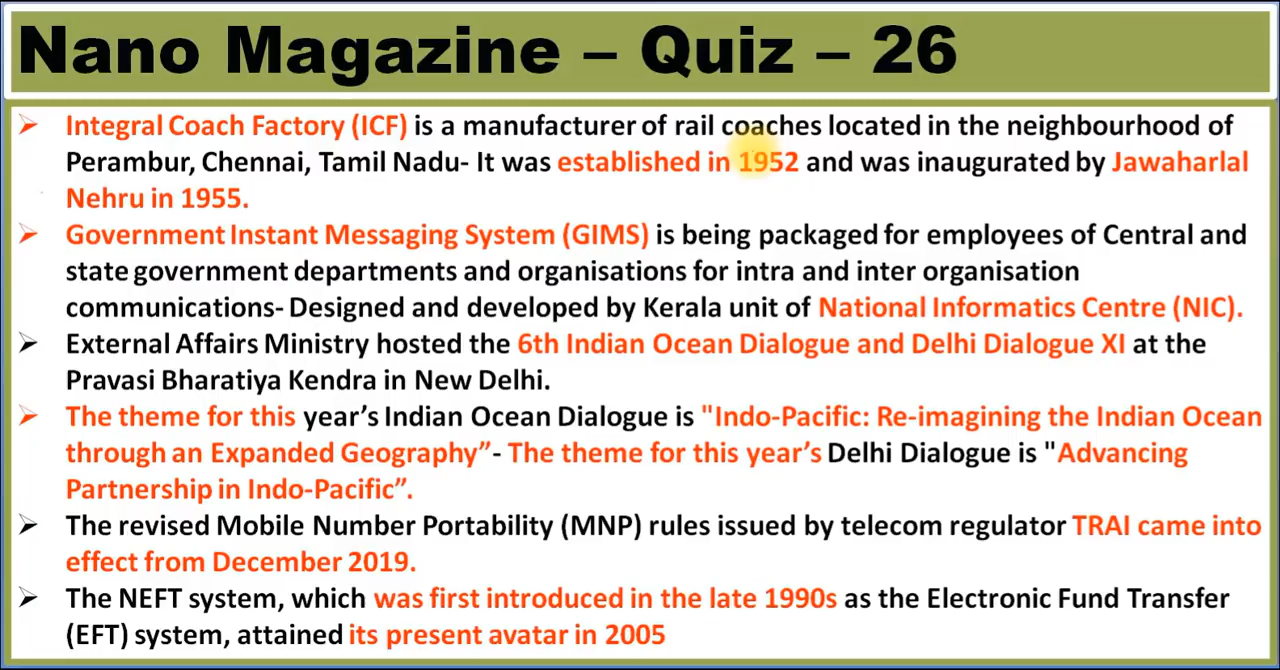 Nano Magazine – Quiz – 26
➢ Integral Coach Factory (ICF) is a manufacturer of rail coaches located in the neighbourhood of
Perambur, Chennai, Tamil Nadu- It was established in 1952 and was inaugurated by Jawaharlal
Nehru in 1955.
➢ Government Instant Messaging System (GIMS) is being packaged for employees of Central and
state government departments and organisations for intra and inter organisation
communications- Designed and developed by Kerala unit of National Informatics Centre (NIC).
➢ External Affairs Ministry hosted the 6th Indian Ocean Dialogue and Delhi Dialogue XI at the
Pravasi Bharatiya Kendra in New Delhi.
➢ The theme for this year’s Indian Ocean Dialogue is "Indo-Pacific: Re-imagining the Indian Ocean
through an Expanded Geography”- The theme for this year’s Delhi Dialogue is "Advancing
Partnership in Indo-Pacific”.
➢ The revised Mobile Number Portability (MNP) rules issued by telecom regulator TRAI came into
effect from December 2019.
➢ The NEFT system, which was first introduced in the late 1990s as the Electronic Fund Transfer
(EFT) system, attained its present avatar in 2005